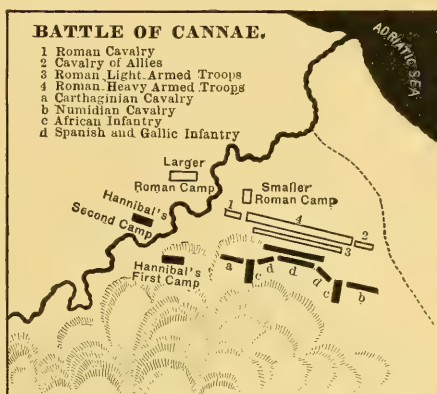 BATTLE OF CANNAE.
1 Roman Cavalry
2 Cavalry of Allies
3 Roman Light Armed Troops
4 Roman Heavy Armed Troops
a Carthaginian Cavalry
b Numidian Cavalry
c African Infantry
d Spanish and Gallic Infantry
ADRIATIC SEA
Larger
Roman Camp
Smaller
Roman Camp
Hannibal's
Second Camp
Hannibal's
First Camp
1
4
2
3
a
c
d
d
d
c
b